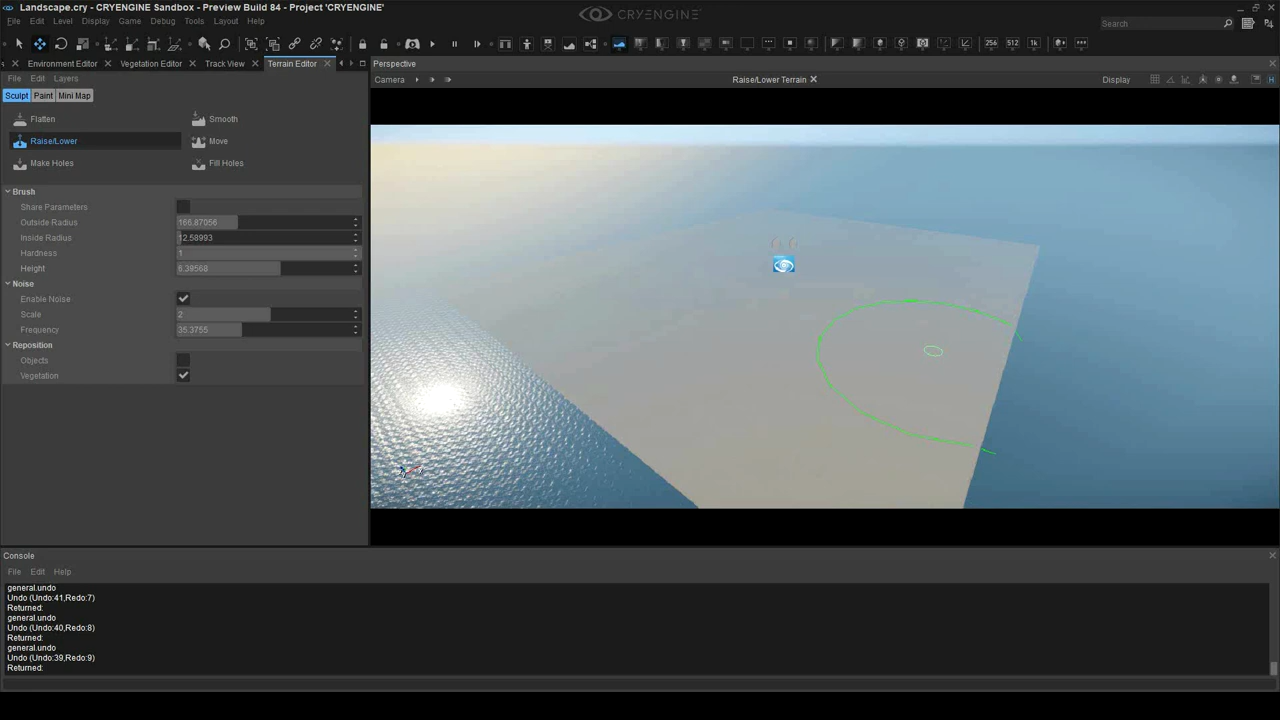 Landscape.cry - CRYENGINE Sandbox - Preview Build 84 - Project 'CRYENGINE'
CRYENGINE
File Edit Level Display Game Debug Tools Layout Help
Search
256 512 1k
Environment Editor Vegetation Editor Track View Terrain Editor
Perspective
File Edit Layers
Camera
Raise/Lower Terrain
Display
Sculpt Paint Mini Map
Flatten Smooth
Raise/Lower Move
Make Holes Fill Holes
Brush
Share Parameters
Outside Radius 166.87056
Inside Radius 12.58993
Hardness 1
Height 6.39568
Noise
Enable Noise
Scale 2
Frequency 35.3755
Reposition
Objects
Vegetation
Console
File Edit Help
general.undo
Undo (Undo:41,Redo:7)
Returned:
general.undo
Undo (Undo:40,Redo:8)
Returned:
general.undo
Undo (Undo:39,Redo:9)
Returned: